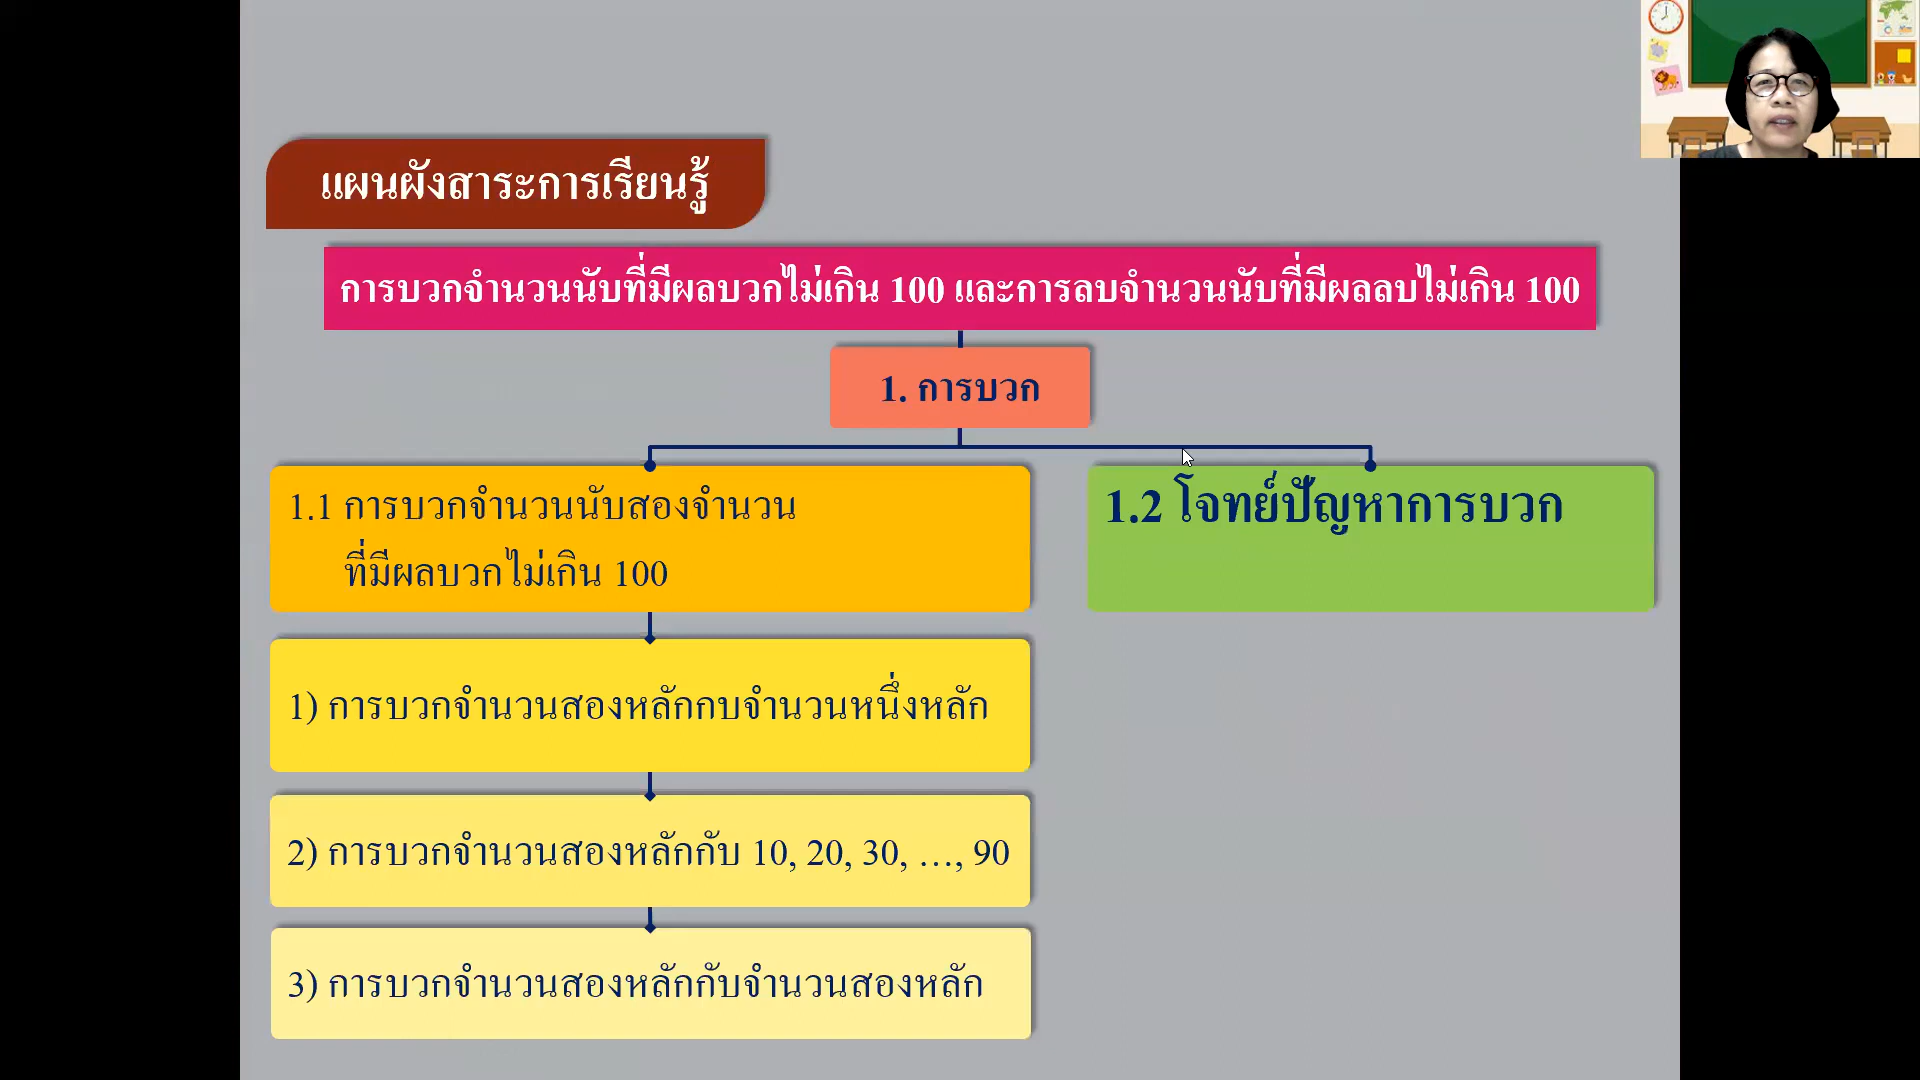 แผนผังสาระการเรียนรู้
การบวกจำนวนนับที่มีผลบวกไม่เกิน 100 และการลบจำนวนนับที่มีผลลบไม่เกิน 100
1. การบวก
1.1 การบวกจำนวนนับสองจำนวน
ที่มีผลบวกไม่เกิน 100
1.2 โจทย์ปัญหาการบวก
1) การบวกจำนวนสองหลักกบจำนวนหนึ่งหลัก
2) การบวกจำนวนสองหลักกับ 10, 20, 30, …, 90
3) การบวกจำนวนสองหลักกับจำนวนสองหลัก